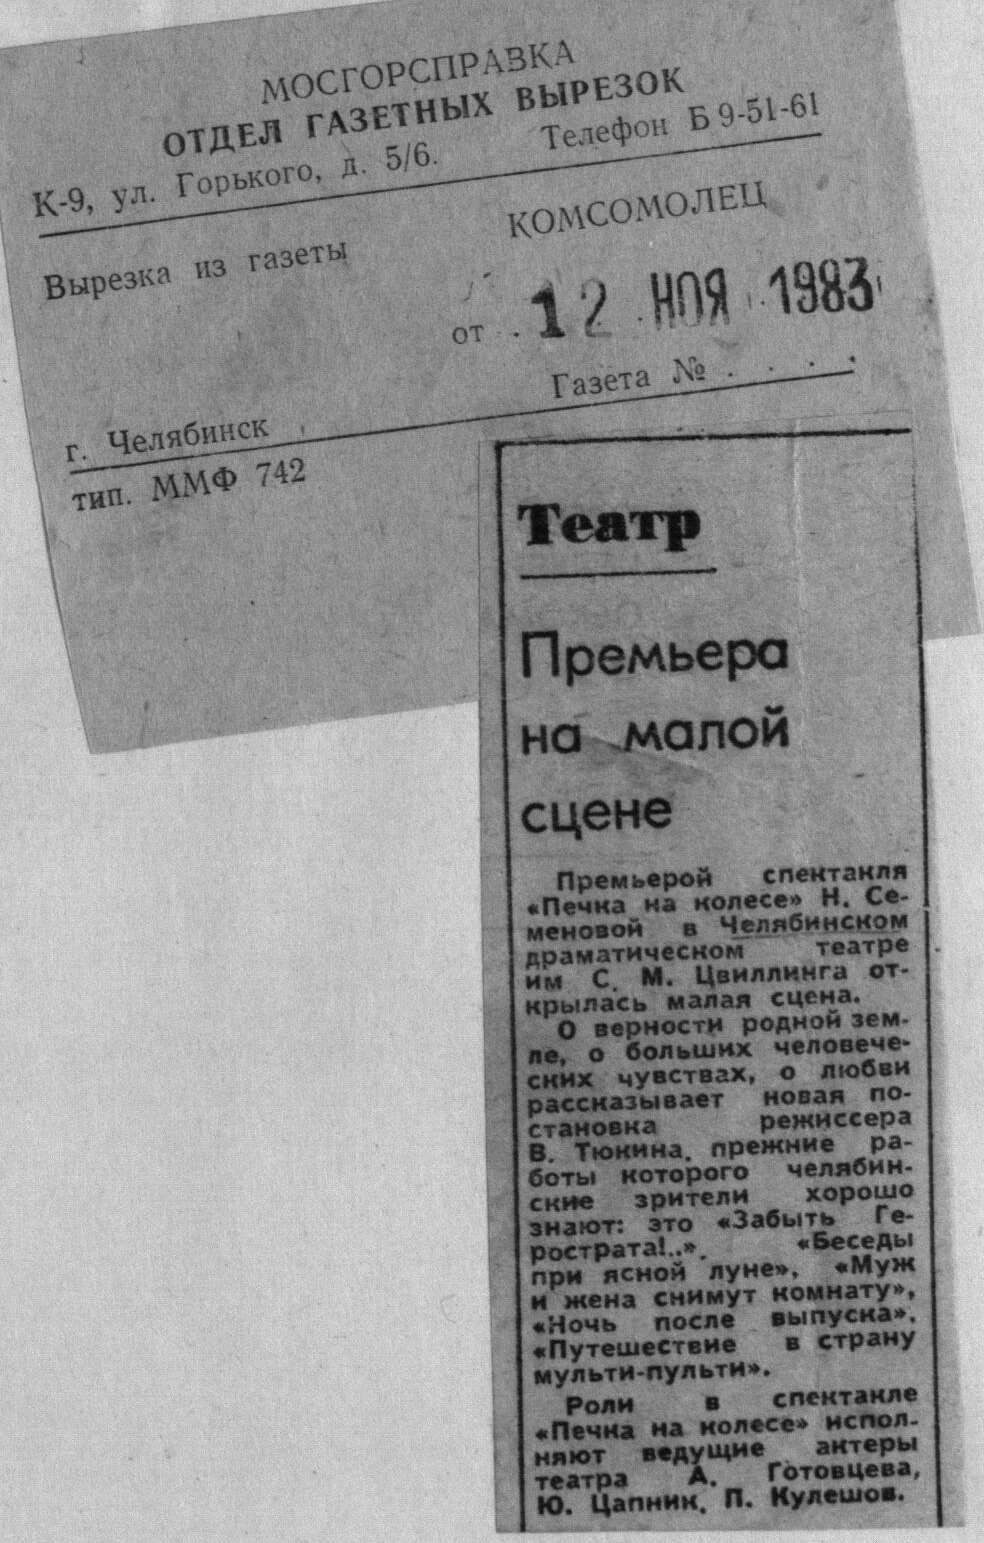 МОСГОРСПРАВКА
ОТДЕЛ ГАЗЕТНЫХ ВЫРЕЗОК
К-9, ул. Горького, д. 5/6. Телефон Б 9-51-61
Вырезка из газеты
КОМСОМОЛЕЦ
от . 12 НОЯ 1983
Газета № . . . .
г. Челябинск
тип. ММФ 742
Театр
Премьера
на малой
сцене
Премьерой спектакля
«Печка на колесе» Н. Се-
меновой в Челябинском
драматическом театре
им С. М. Цвиллинга от-
крылась малая сцена.
О верности родной зем-
ле, о больших человече-
ских чувствах, о любви
рассказывает новая по-
становка режиссера
В. Тюкина, прежние ра-
боты которого челябин-
ские зрители хорошо
знают: это «Забыть Ге-
рострата!..», «Беседы
при ясной луне», «Муж
и жена снимут комнату»,
«Ночь после выпуска»,
«Путешествие в страну
мульти-пульти».
Роли в спектакле
«Печка на колесе» испол-
няют ведущие актеры
театра А. Готовцева,
Ю. Цапник, П. Кулешов.